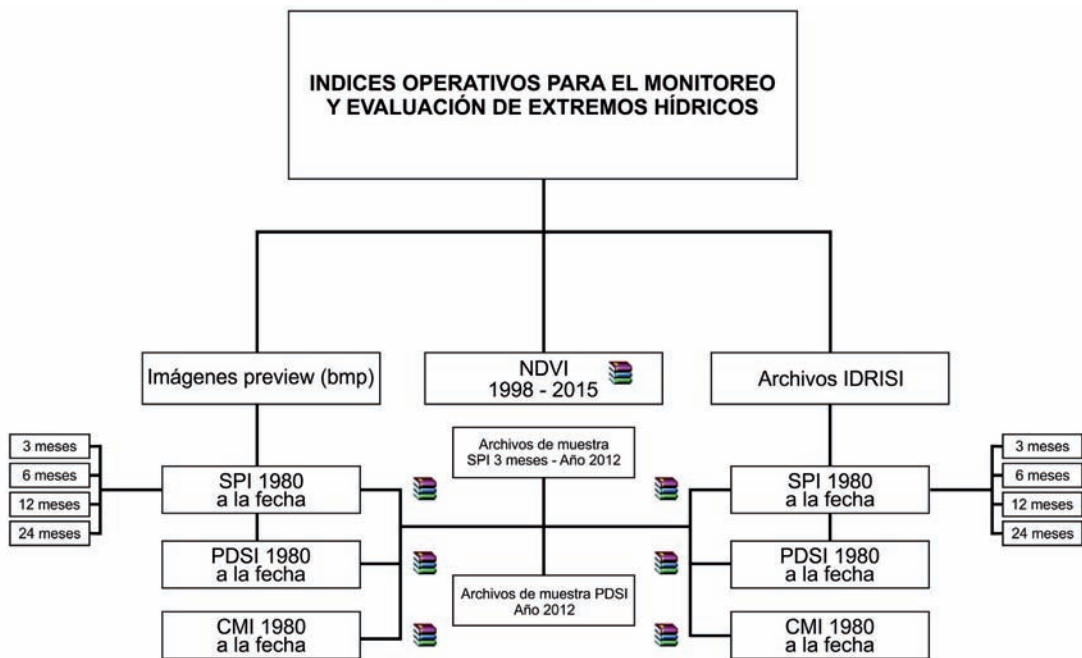 INDICES OPERATIVOS PARA EL MONITOREO
Y EVALUACIÓN DE EXTREMOS HÍDRICOS
Imágenes preview (bmp)
NDVI
1998 - 2015
Archivos IDRISI
3 meses
6 meses
12 meses
24 meses
SPI 1980
a la fecha
PDSI 1980
a la fecha
CMI 1980
a la fecha
Archivos de muestra
SPI 3 meses - Año 2012
Archivos de muestra PDSI
Año 2012
SPI 1980
a la fecha
PDSI 1980
a la fecha
CMI 1980
a la fecha
3 meses
6 meses
12 meses
24 meses